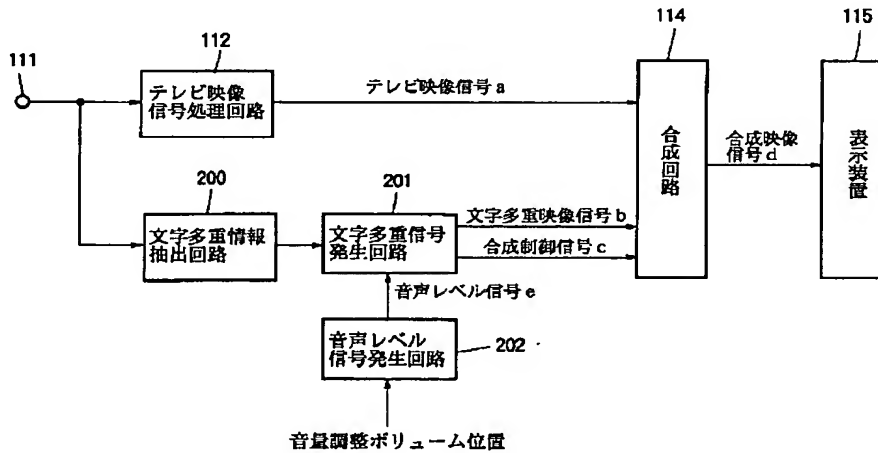 114
115
112
111
テレビ映像
信号処理回路
テレビ映像信号a
合成回路
合成映像
信号d
表示装置
200
201
文字多重情報
抽出回路
文字多重信号
発生回路
文字多重映像信号b
合成制御信号c
音声レベル信号e
音声レベル
信号発生回路
202
音量調整ボリューム位置